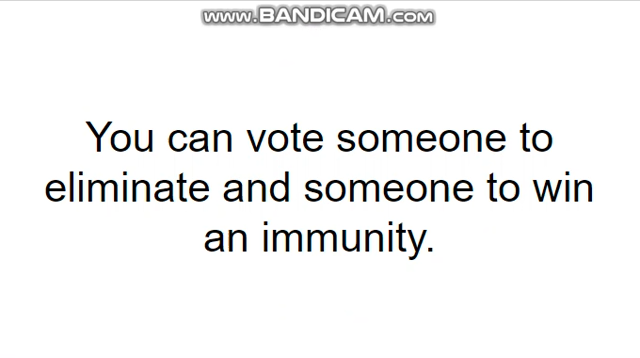 www.BANDICAM.com
You can vote someone to
eliminate and someone to win
an immunity.